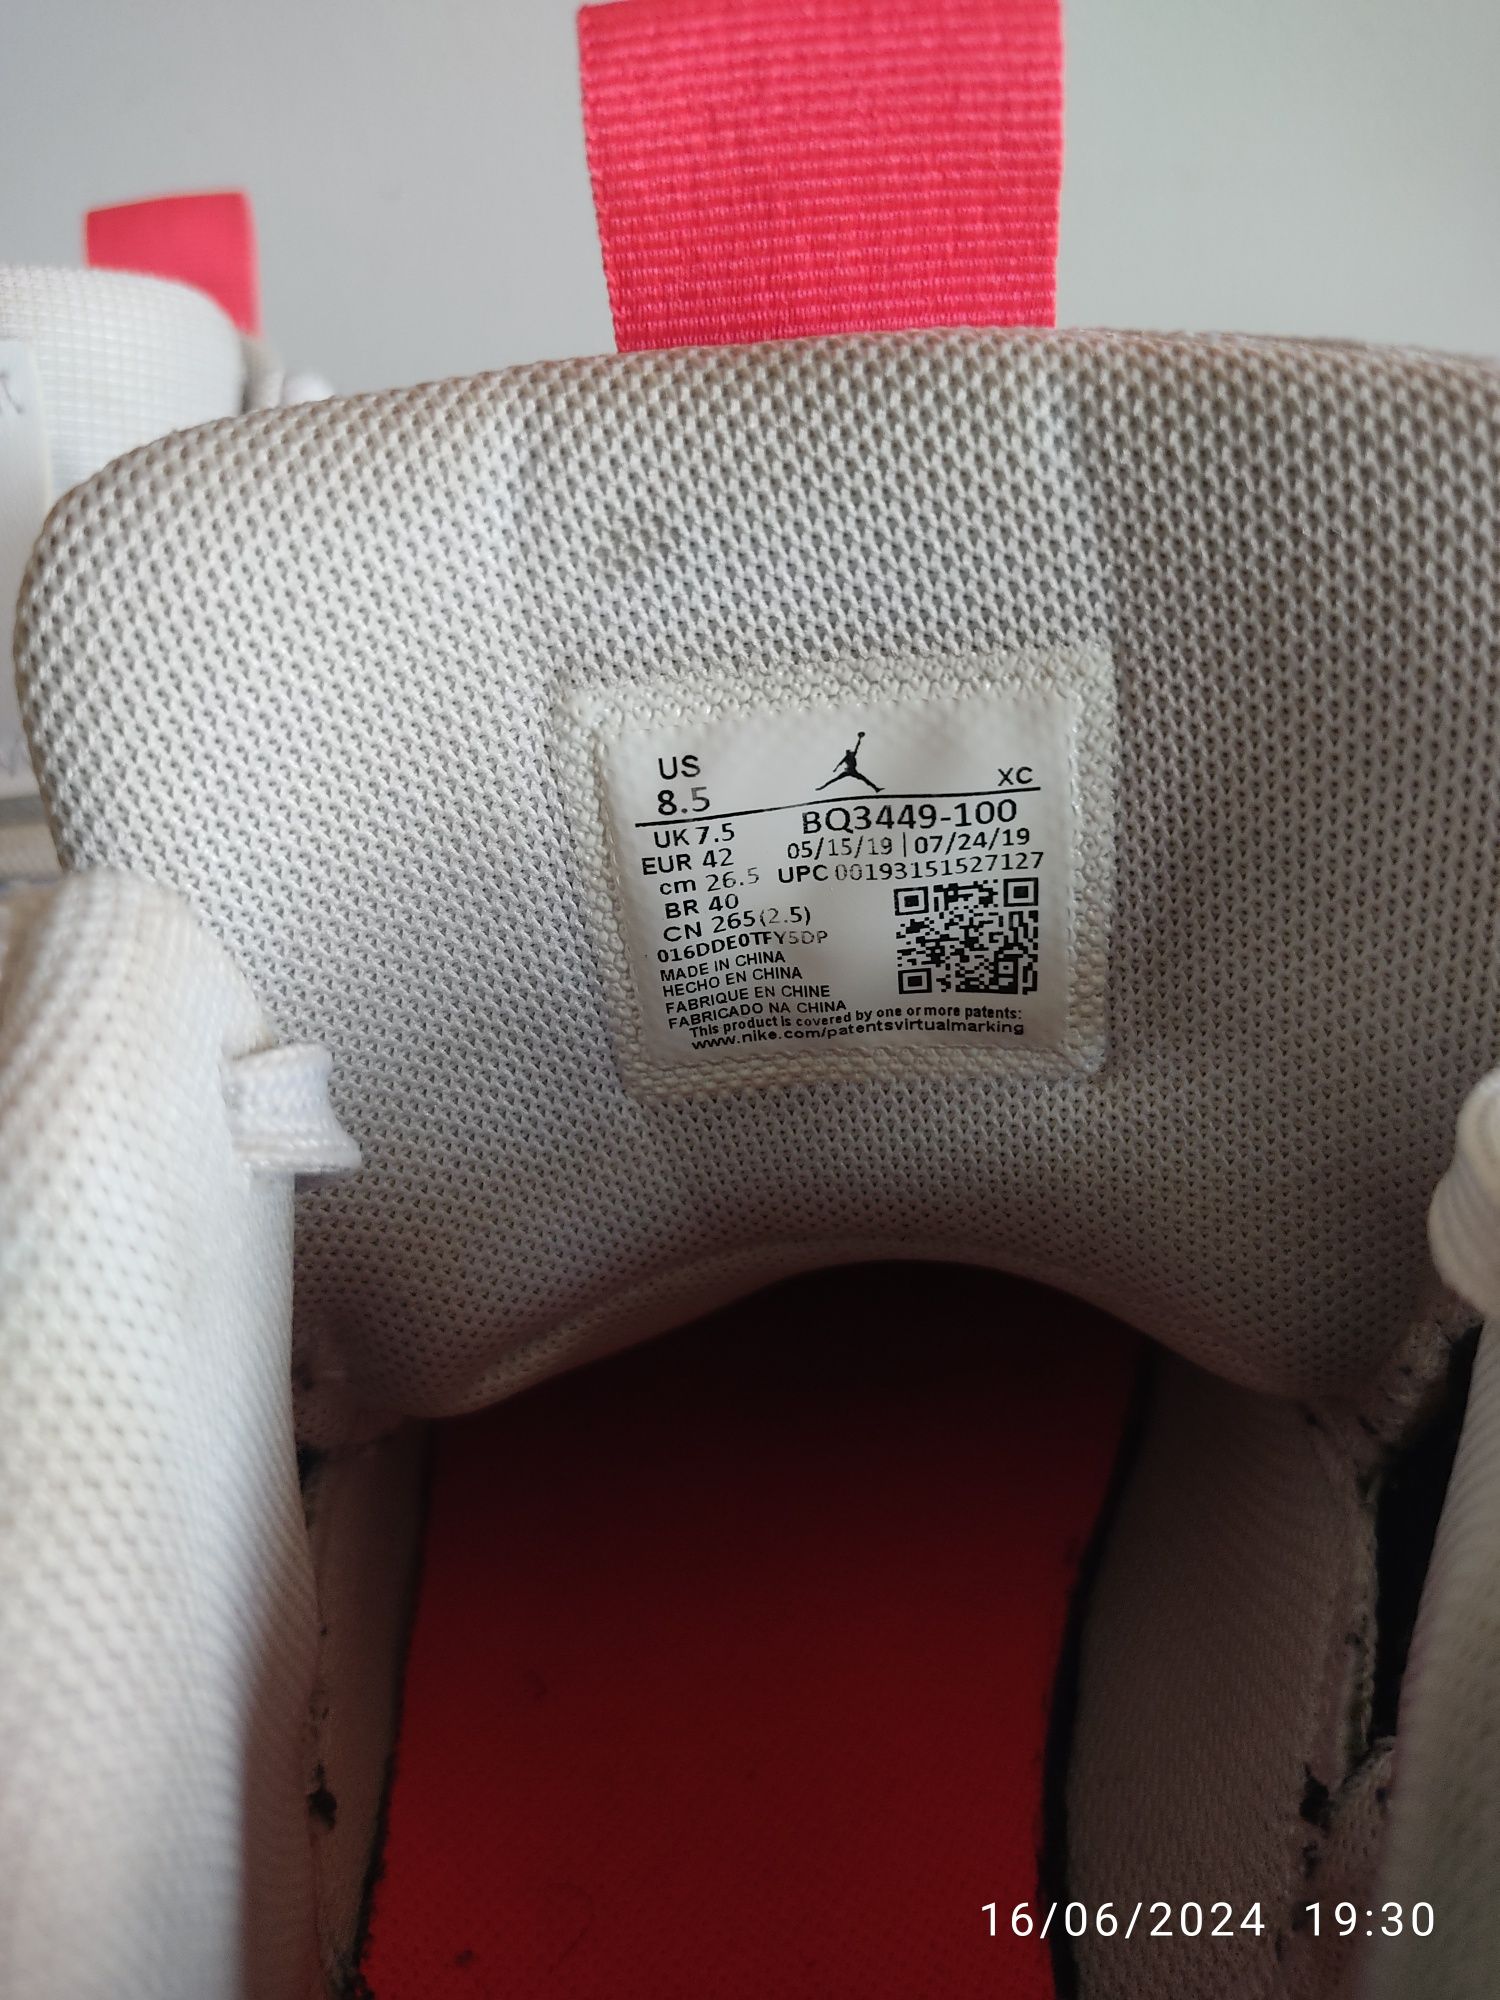 US
8.5
XC
UK 7.5
BQ3449-100
EUR 42
05/15/19 | 07/24/19
cm 26.5
UPC 00193151527127
BR 40
CN 265(2.5)
016DDE0TFY5DP
MADE IN CHINA
HECHO EN CHINA
FABRIQUE EN CHINE
FABRICADO NA CHINA
This product is covered by one or more patents:
www.nike.com/patentsvirtualmarking
16/06/2024 19:30